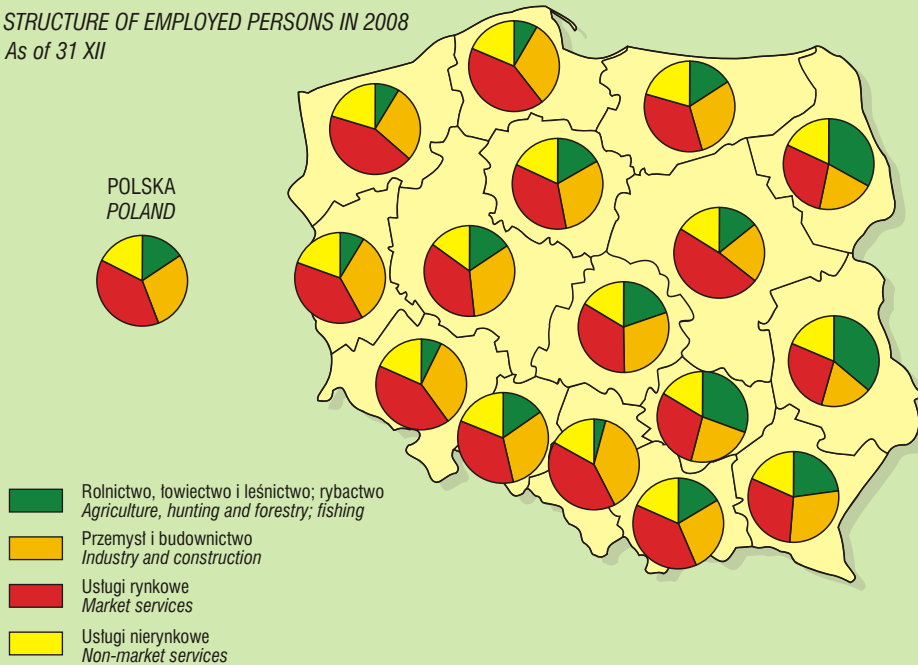 STRUCTURE OF EMPLOYED PERSONS IN 2008
As of 31 XII
POLSKA
POLAND
Rolnictwo, łowiectwo i leśnictwo; rybactwo
Agriculture, hunting and forestry; fishing
Przemysł i budownictwo
Industry and construction
Usługi rynkowe
Market services
Usługi nierynkowe
Non-market services